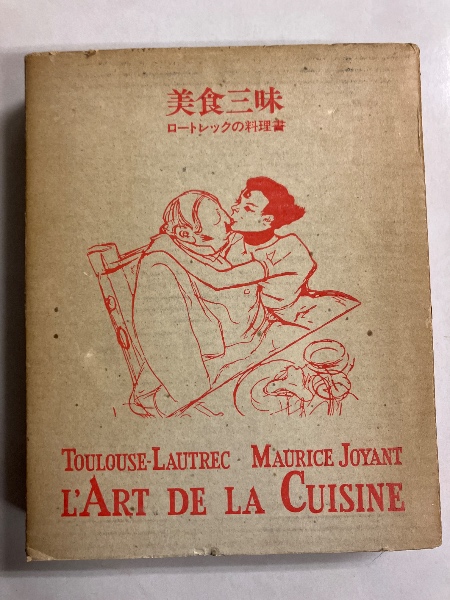 美食三昧
ロートレックの料理書
TOULOUSE-LAUTREC · MAURICE JOYANT
L'ART DE LA CUISINE